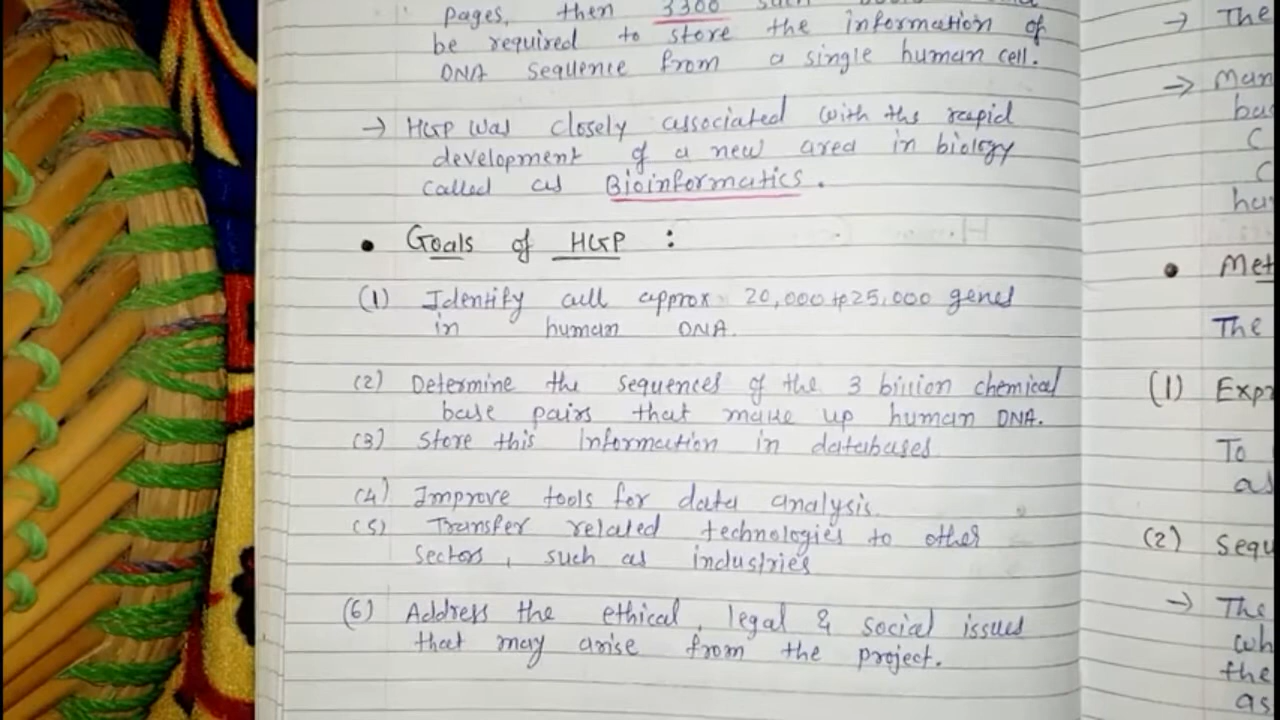 pages, then 3300 such
be required to store the information of
DNA sequence from a single human cell.
→ HGP was closely associated with the rapid
development of a new area in biology
called as Bioinformatics.
• Goals of HGP :
(1) Identify all approx 20,000 to 25,000 genes
in human DNA.
(2) Determine the sequences of the 3 billion chemical
base pairs that make up human DNA.
(3) Store this information in databases
(4) Improve tools for data analysis.
(5) Transfer related technologies to other
sectors, such as industries
(6) Address the ethical, legal & social issues
that may arise from the project.
→ The
→
C
C
• Met
The
(1) Exp
To
as
(2) Sequ
→ The
wh
the
as